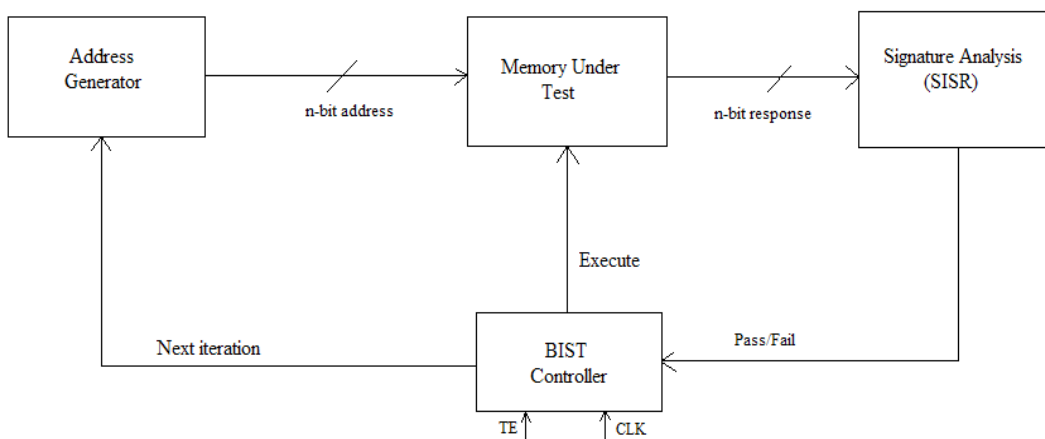 Address
Generator
n-bit address
Memory Under
Test
n-bit response
Signature Analysis
(SISR)
Execute
Next iteration
BIST
Controller
Pass/Fail
TE
CLK